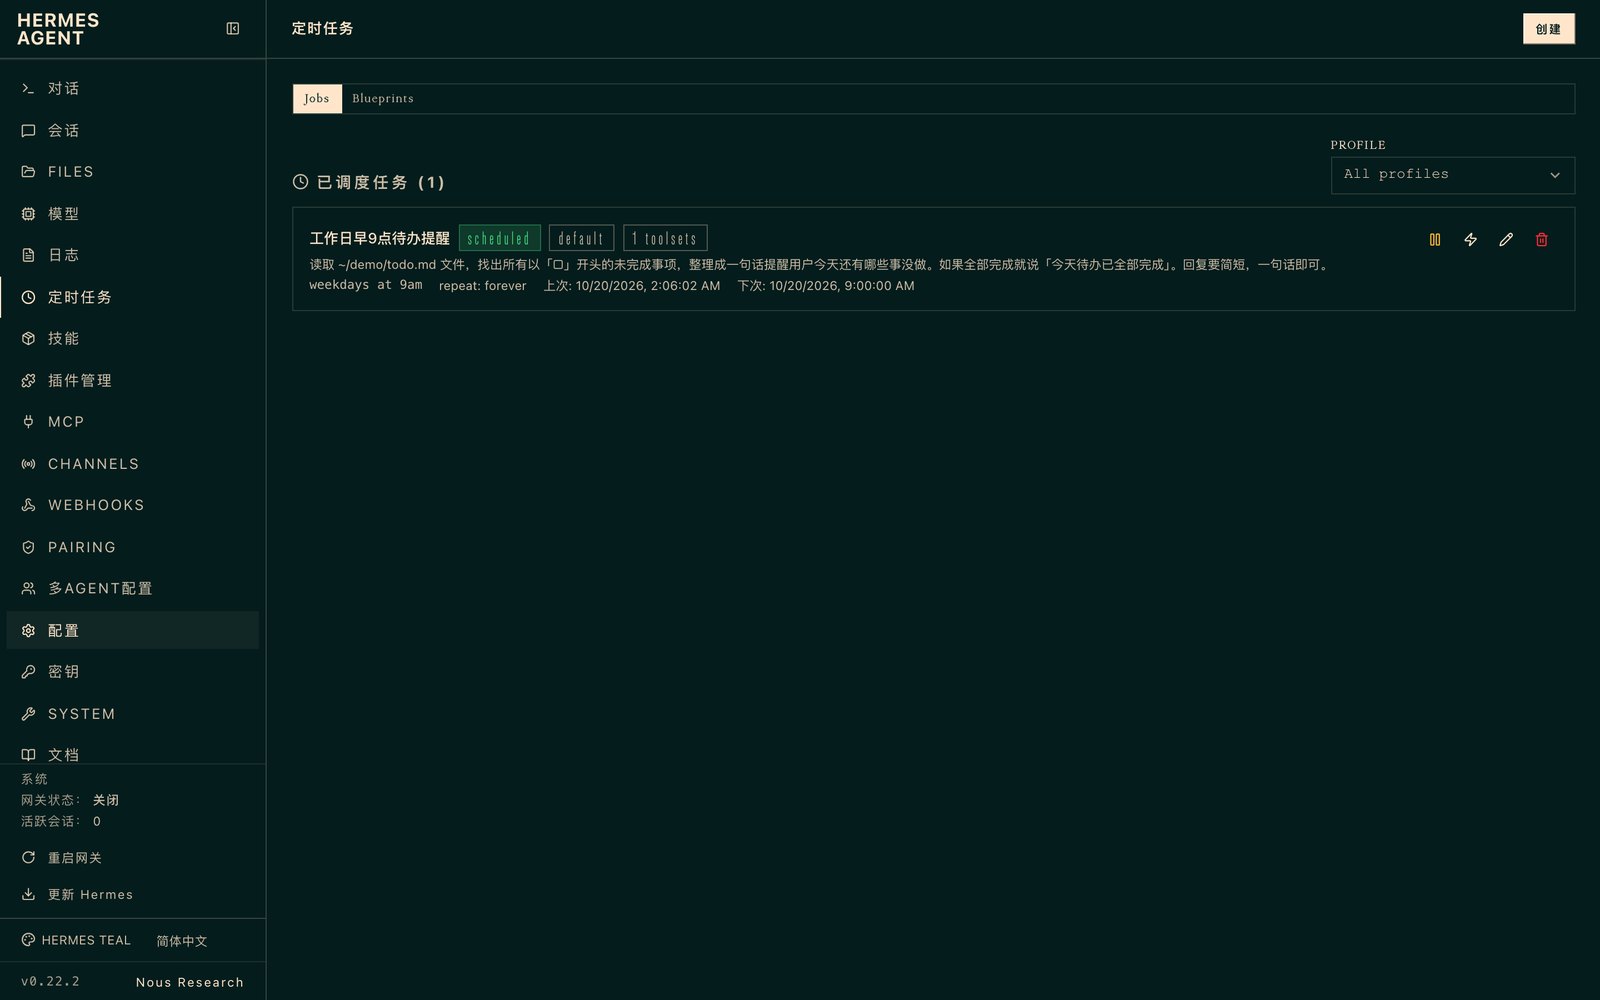 HERMES
AGENT
定时任务
创建
对话
会话
FILES
模型
日志
定时任务
技能
插件管理
MCP
CHANNELS
WEBHOOKS
PAIRING
多AGENT配置
配置
密钥
SYSTEM
文档
系统
网关状态： 关闭
活跃会话： 0
重启网关
更新 Hermes
HERMES TEAL 简体中文
v0.22.2 Nous Research
Jobs Blueprints
PROFILE
All profiles
已调度任务 (1)
工作日早9点待办提醒 scheduled default 1 toolsets
读取 ~/demo/todo.md 文件，找出所有以「☐」开头的未完成事项，整理成一句话提醒用户今天还有哪些事没做。如果全部完成就说「今天待办已全部完成」。回复要简短，一句话即可。
weekdays at 9am repeat: forever 上次: 10/20/2026, 2:06:02 AM 下次: 10/20/2026, 9:00:00 AM